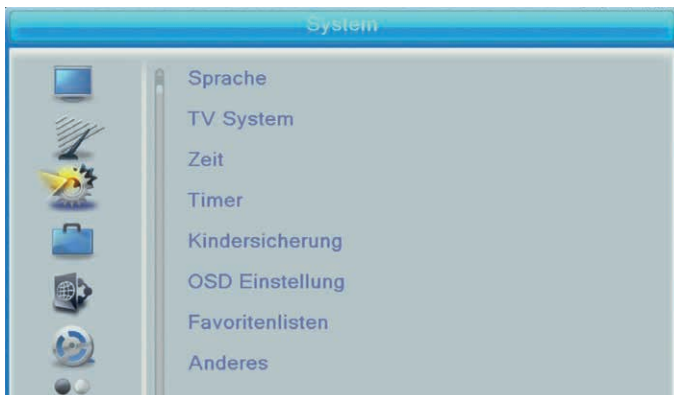 System
Sprache
TV System
Zeit
Timer
Kindersicherung
OSD Einstellung
Favoritenlisten
Anderes